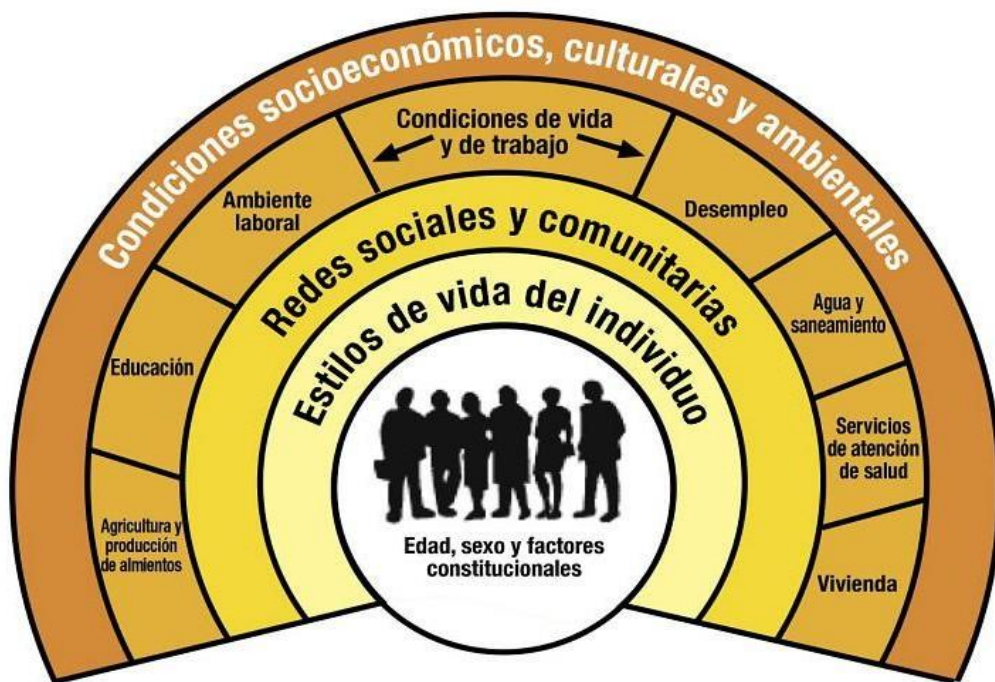 Condiciones socioeconómicos, culturales y ambientales
Condiciones de vida
y de trabajo
Ambiente
laboral
Desempleo
Educación
Agua y
saneamiento
Agricultura y
producción
de almientos
Servicios
de atención
de salud
Vivienda
Redes sociales y comunitarias
Estilos de vida del individuo
Edad, sexo y factores
constitucionales